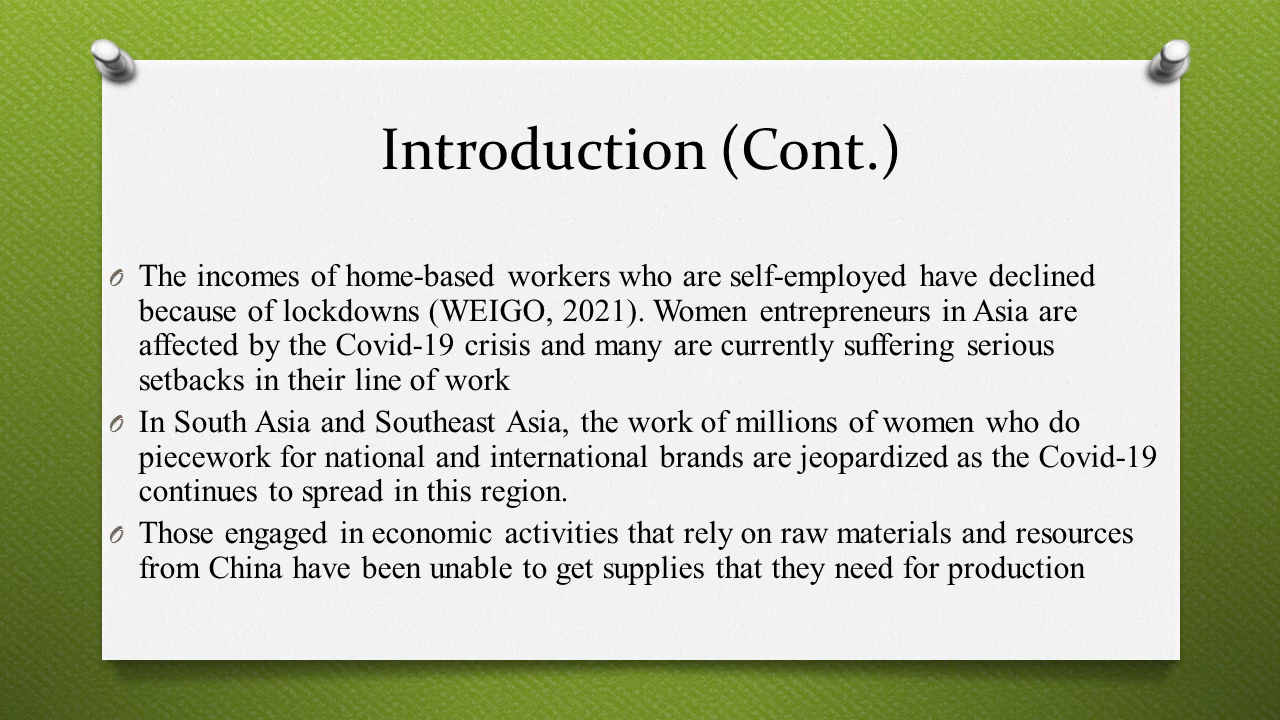 Introduction (Cont.)
The incomes of home-based workers who are self-employed have declined
because of lockdowns (WEIGO, 2021). Women entrepreneurs in Asia are
affected by the Covid-19 crisis and many are currently suffering serious
setbacks in their line of work
In South Asia and Southeast Asia, the work of millions of women who do
piecework for national and international brands are jeopardized as the Covid-19
continues to spread in this region.
Those engaged in economic activities that rely on raw materials and resources
from China have been unable to get supplies that they need for production